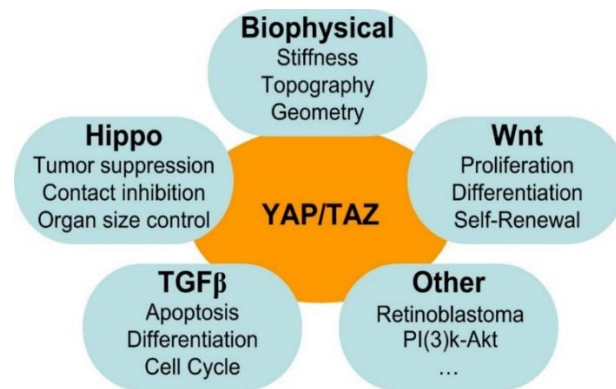 Biophysical
Stiffness
Topography
Geometry
Hippo
Tumor suppression
Contact inhibition
Organ size control
Wnt
Proliferation
Differentiation
Self-Renewal
YAP/TAZ
TGFβ
Apoptosis
Differentiation
Cell Cycle
Other
Retinoblastoma
PI(3)k-Akt
...